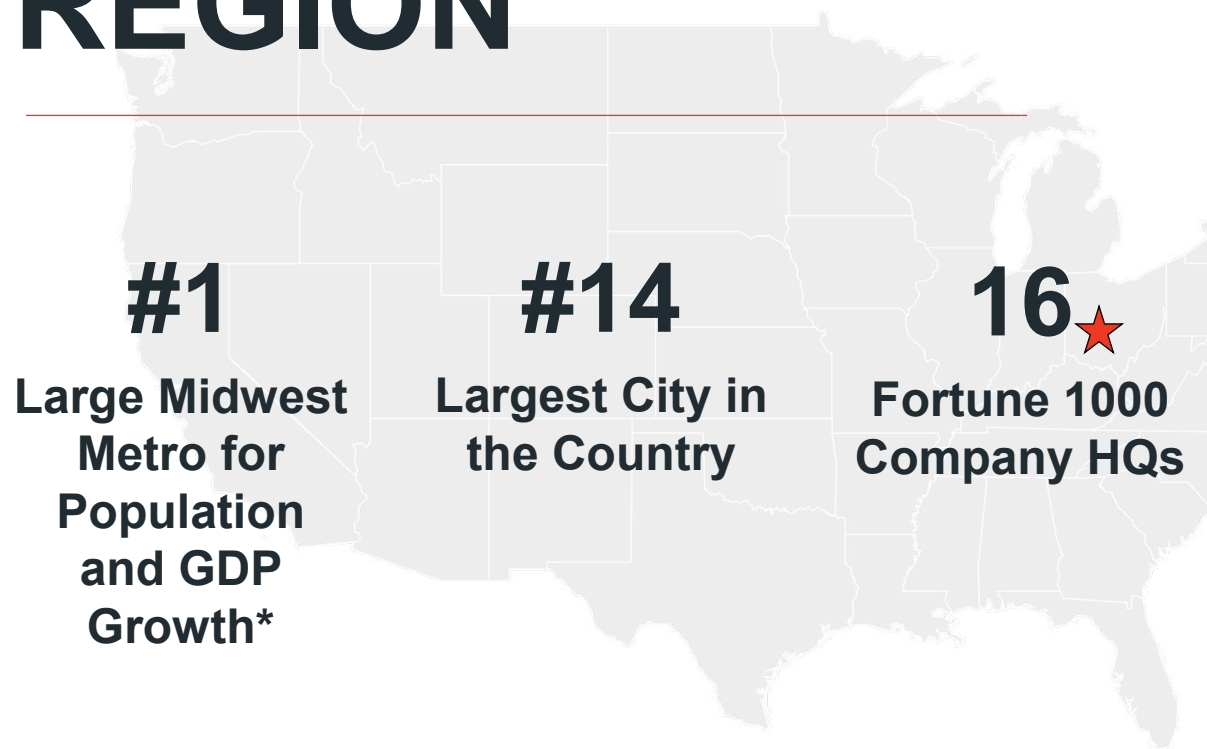 REGION
#1
Large Midwest
Metro for
Population
and GDP
Growth*
#14
Largest City in
the Country
16
Fortune 1000
Company HQs